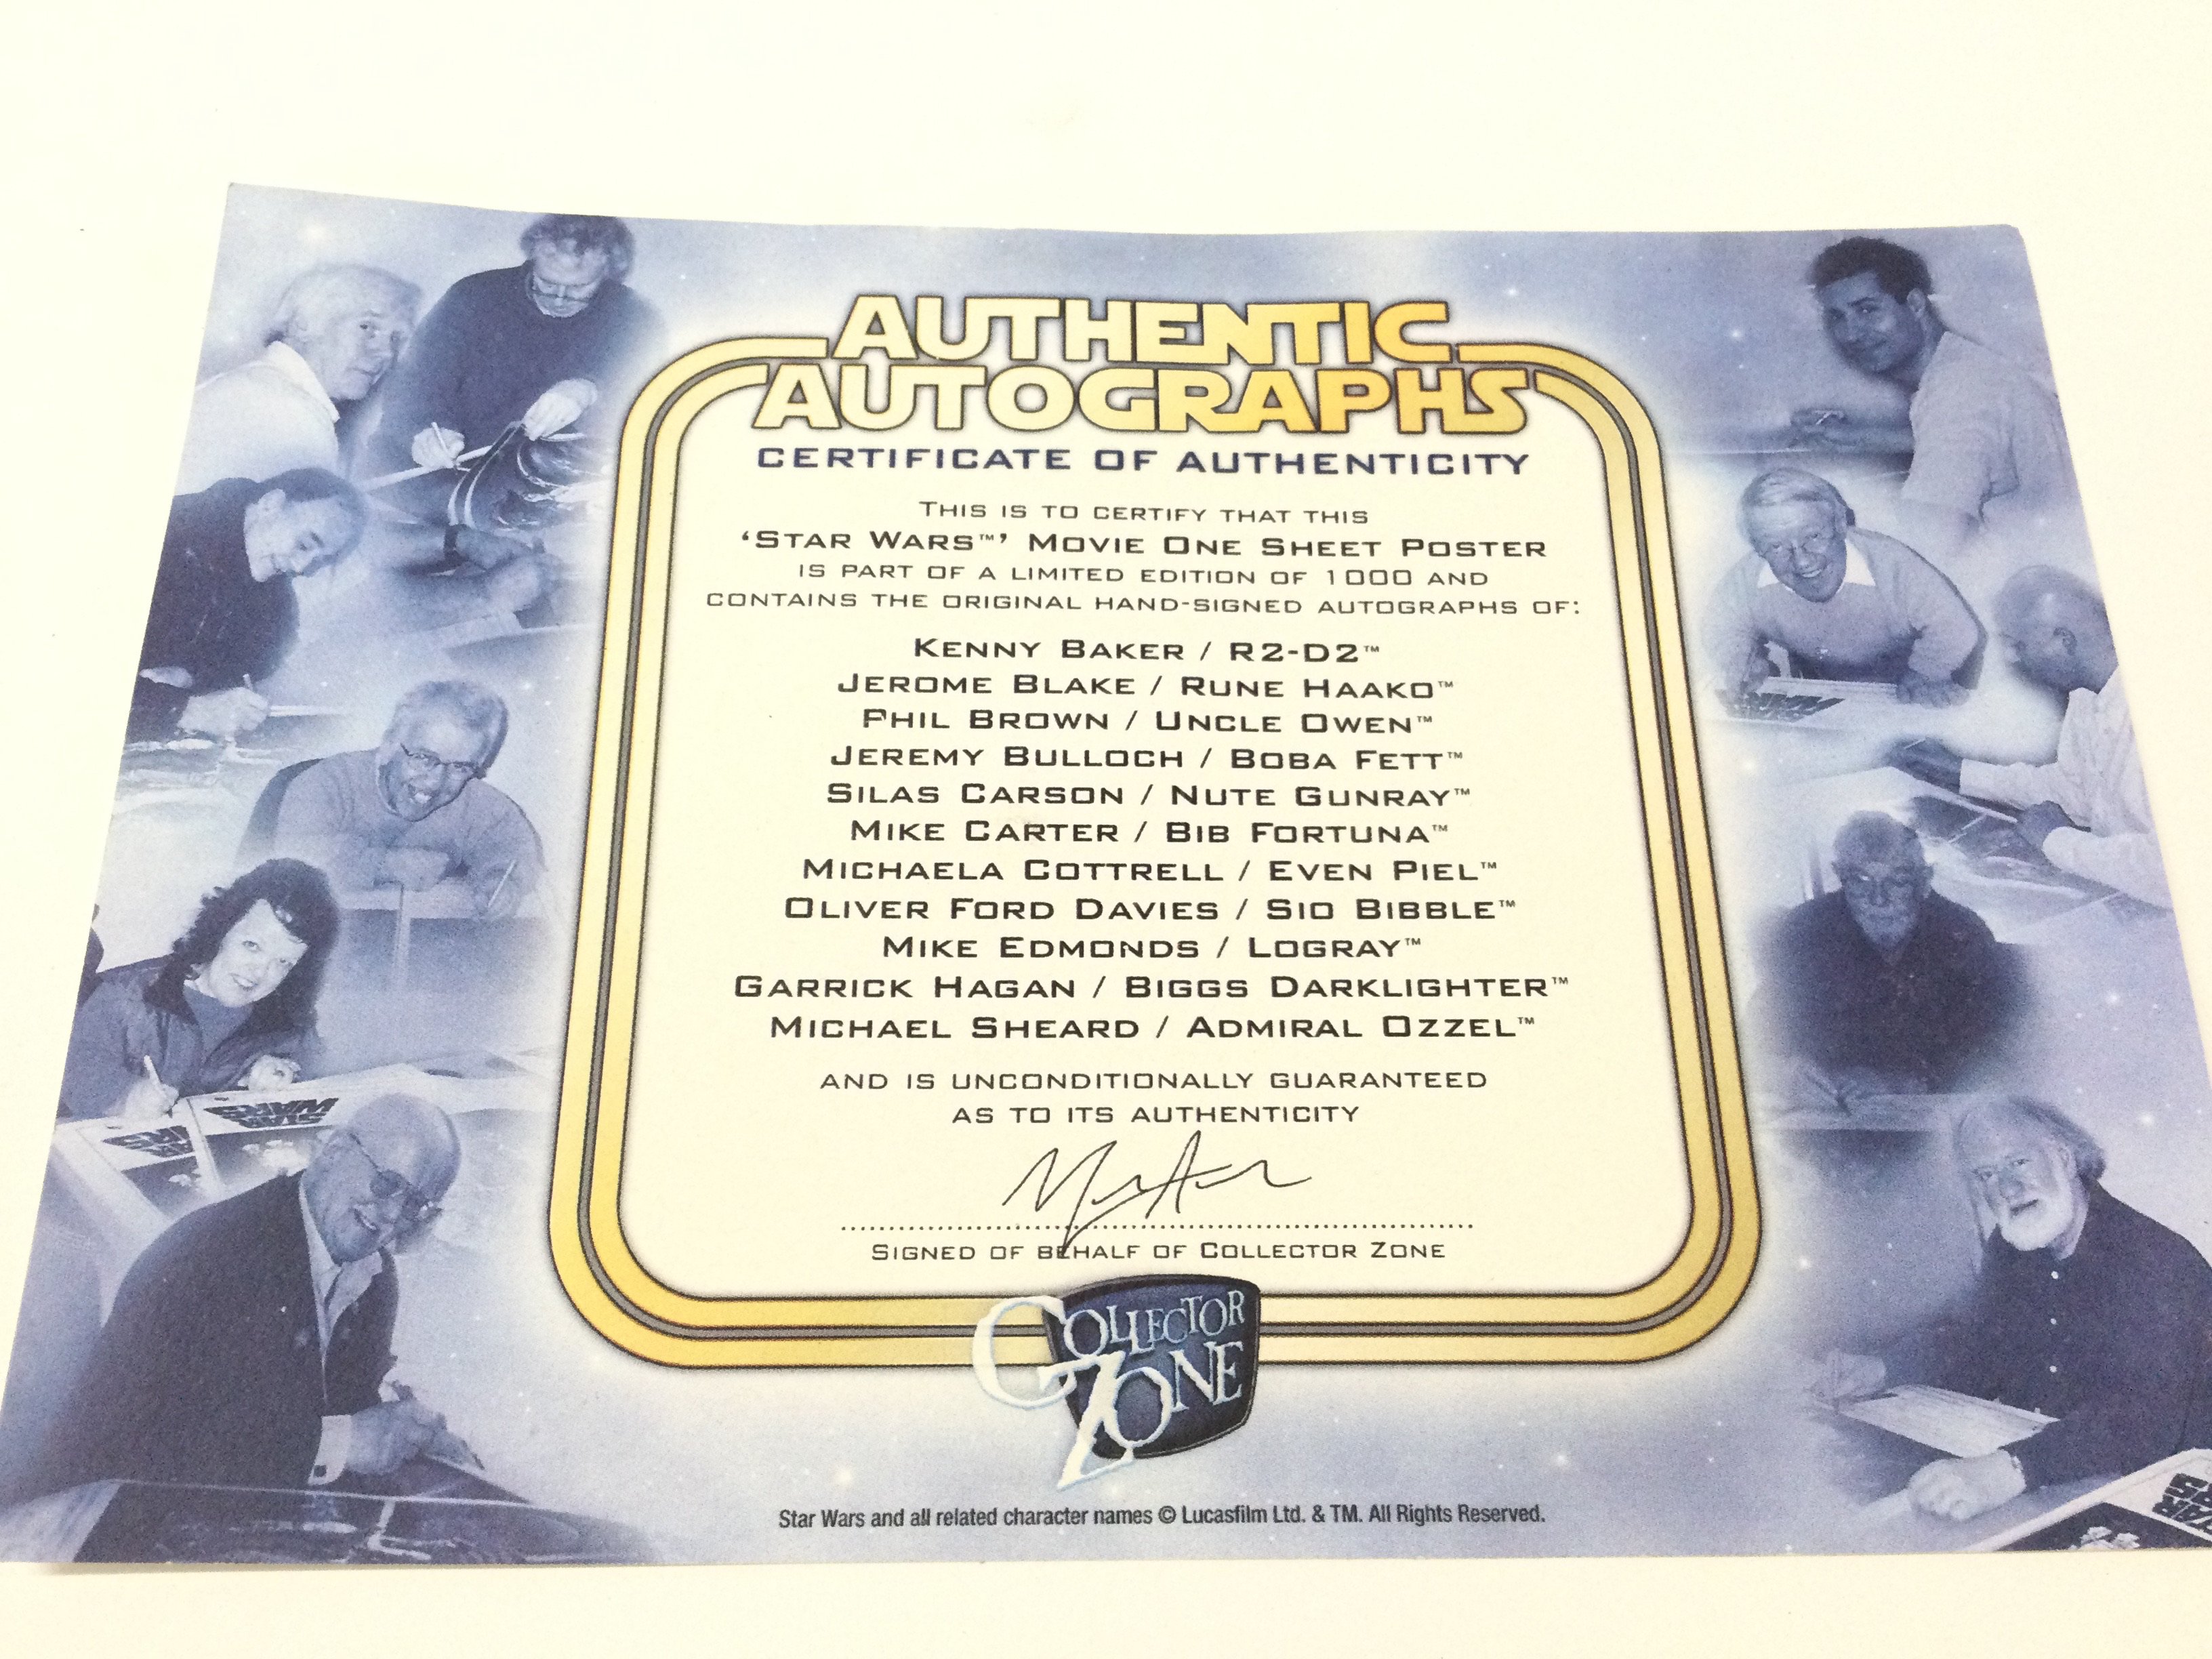 AUTHENTIC
AUTOGRAPHS
CERTIFICATE OF AUTHENTICITY
THIS IS TO CERTIFY THAT THIS
‘STAR WARS™’ MOVIE ONE SHEET POSTER
IS PART OF A LIMITED EDITION OF 1000 AND
CONTAINS THE ORIGINAL HAND-SIGNED AUTOGRAPHS OF:
KENNY BAKER / R2-D2™
JEROME BLAKE / RUNE HAAKO™
PHIL BROWN / UNCLE OWEN™
JEREMY BULLOCH / BOBA FETT™
SILAS CARSON / NUTE GUNRAY™
MIKE CARTER / BIB FORTUNA™
MICHAELA COTTRELL / EVEN PIEL™
OLIVER FORD DAVIES / SIO BIBBLE™
MIKE EDMONDS / LOGRAY™
GARRICK HAGAN / BIGGS DARKLIGHTER™
MICHAEL SHEARD / ADMIRAL OZZEL™
AND IS UNCONDITIONALLY GUARANTEED
AS TO ITS AUTHENTICITY
SIGNED OF BEHALF OF COLLECTOR ZONE
COLLECTOR
ZONE
Star Wars and all related character names © Lucasfilm Ltd. & TM. All Rights Reserved.
STAR
WARS